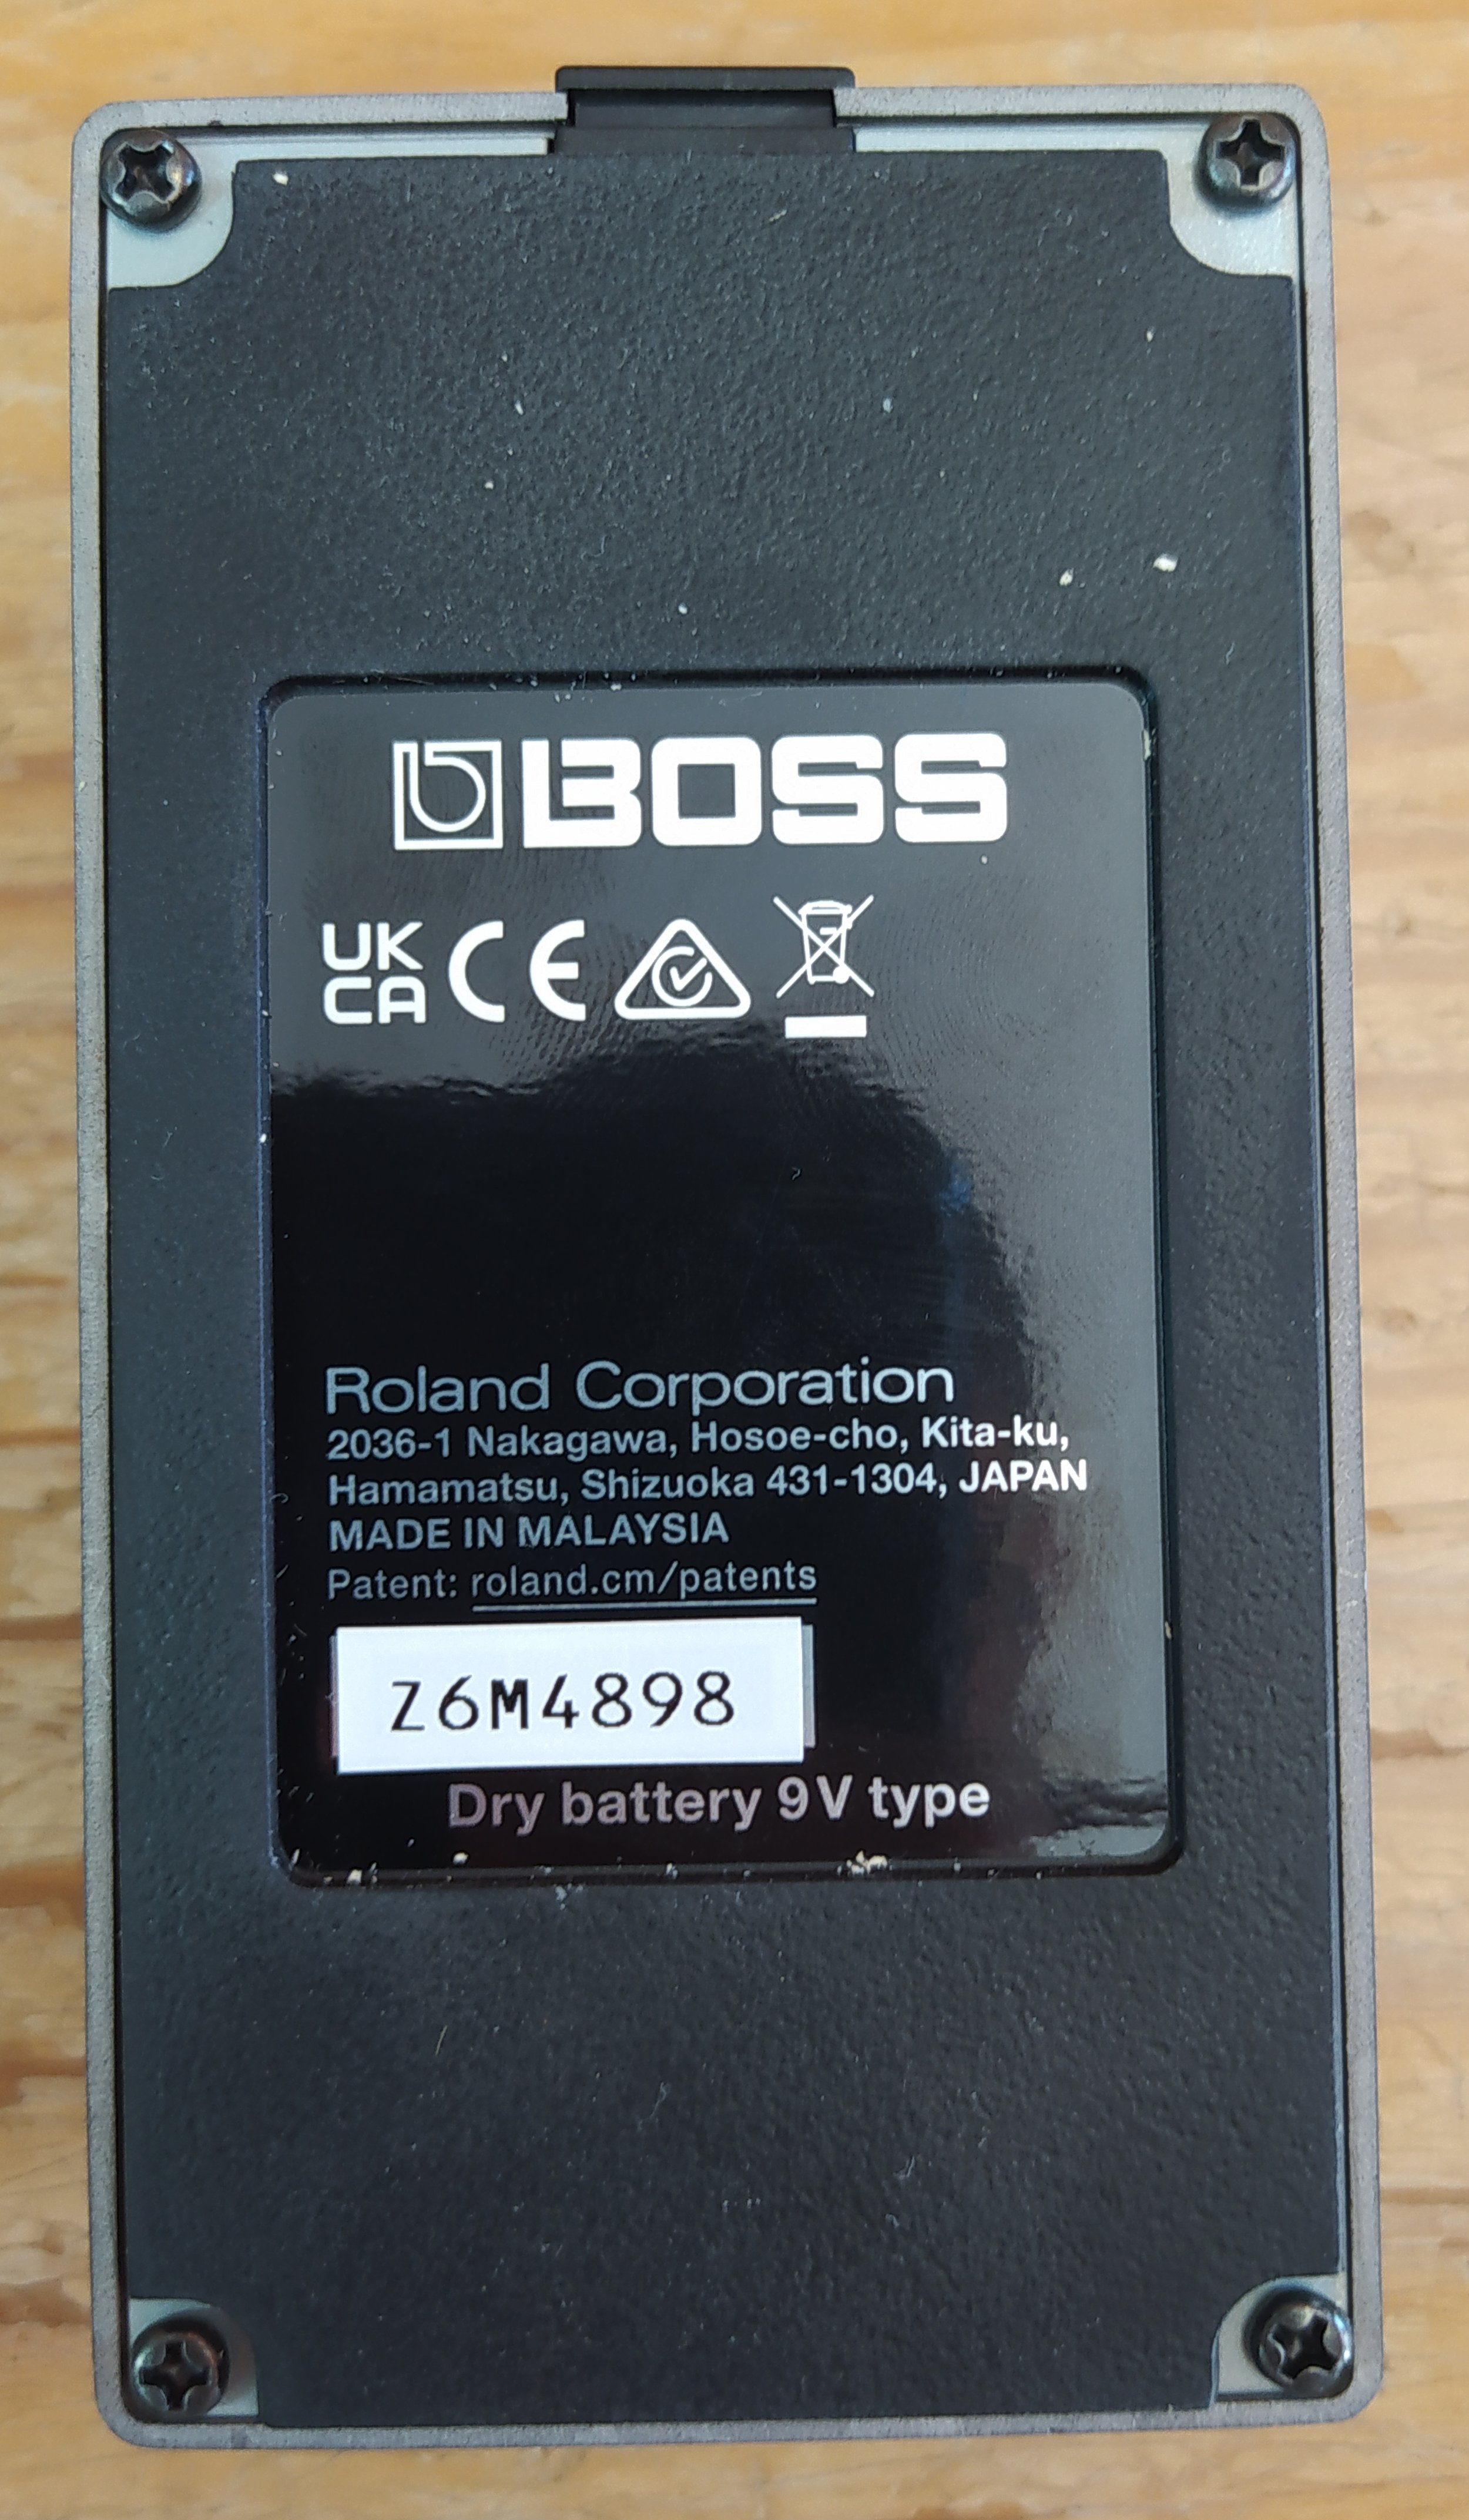 BOSS
UK
CA CE
Roland Corporation
2036-1 Nakagawa, Hosoe-cho, Kita-ku,
Hamamatsu, Shizuoka 431-1304, JAPAN
MADE IN MALAYSIA
Patent: roland.cm/patents
Z6M4898
Dry battery 9V type